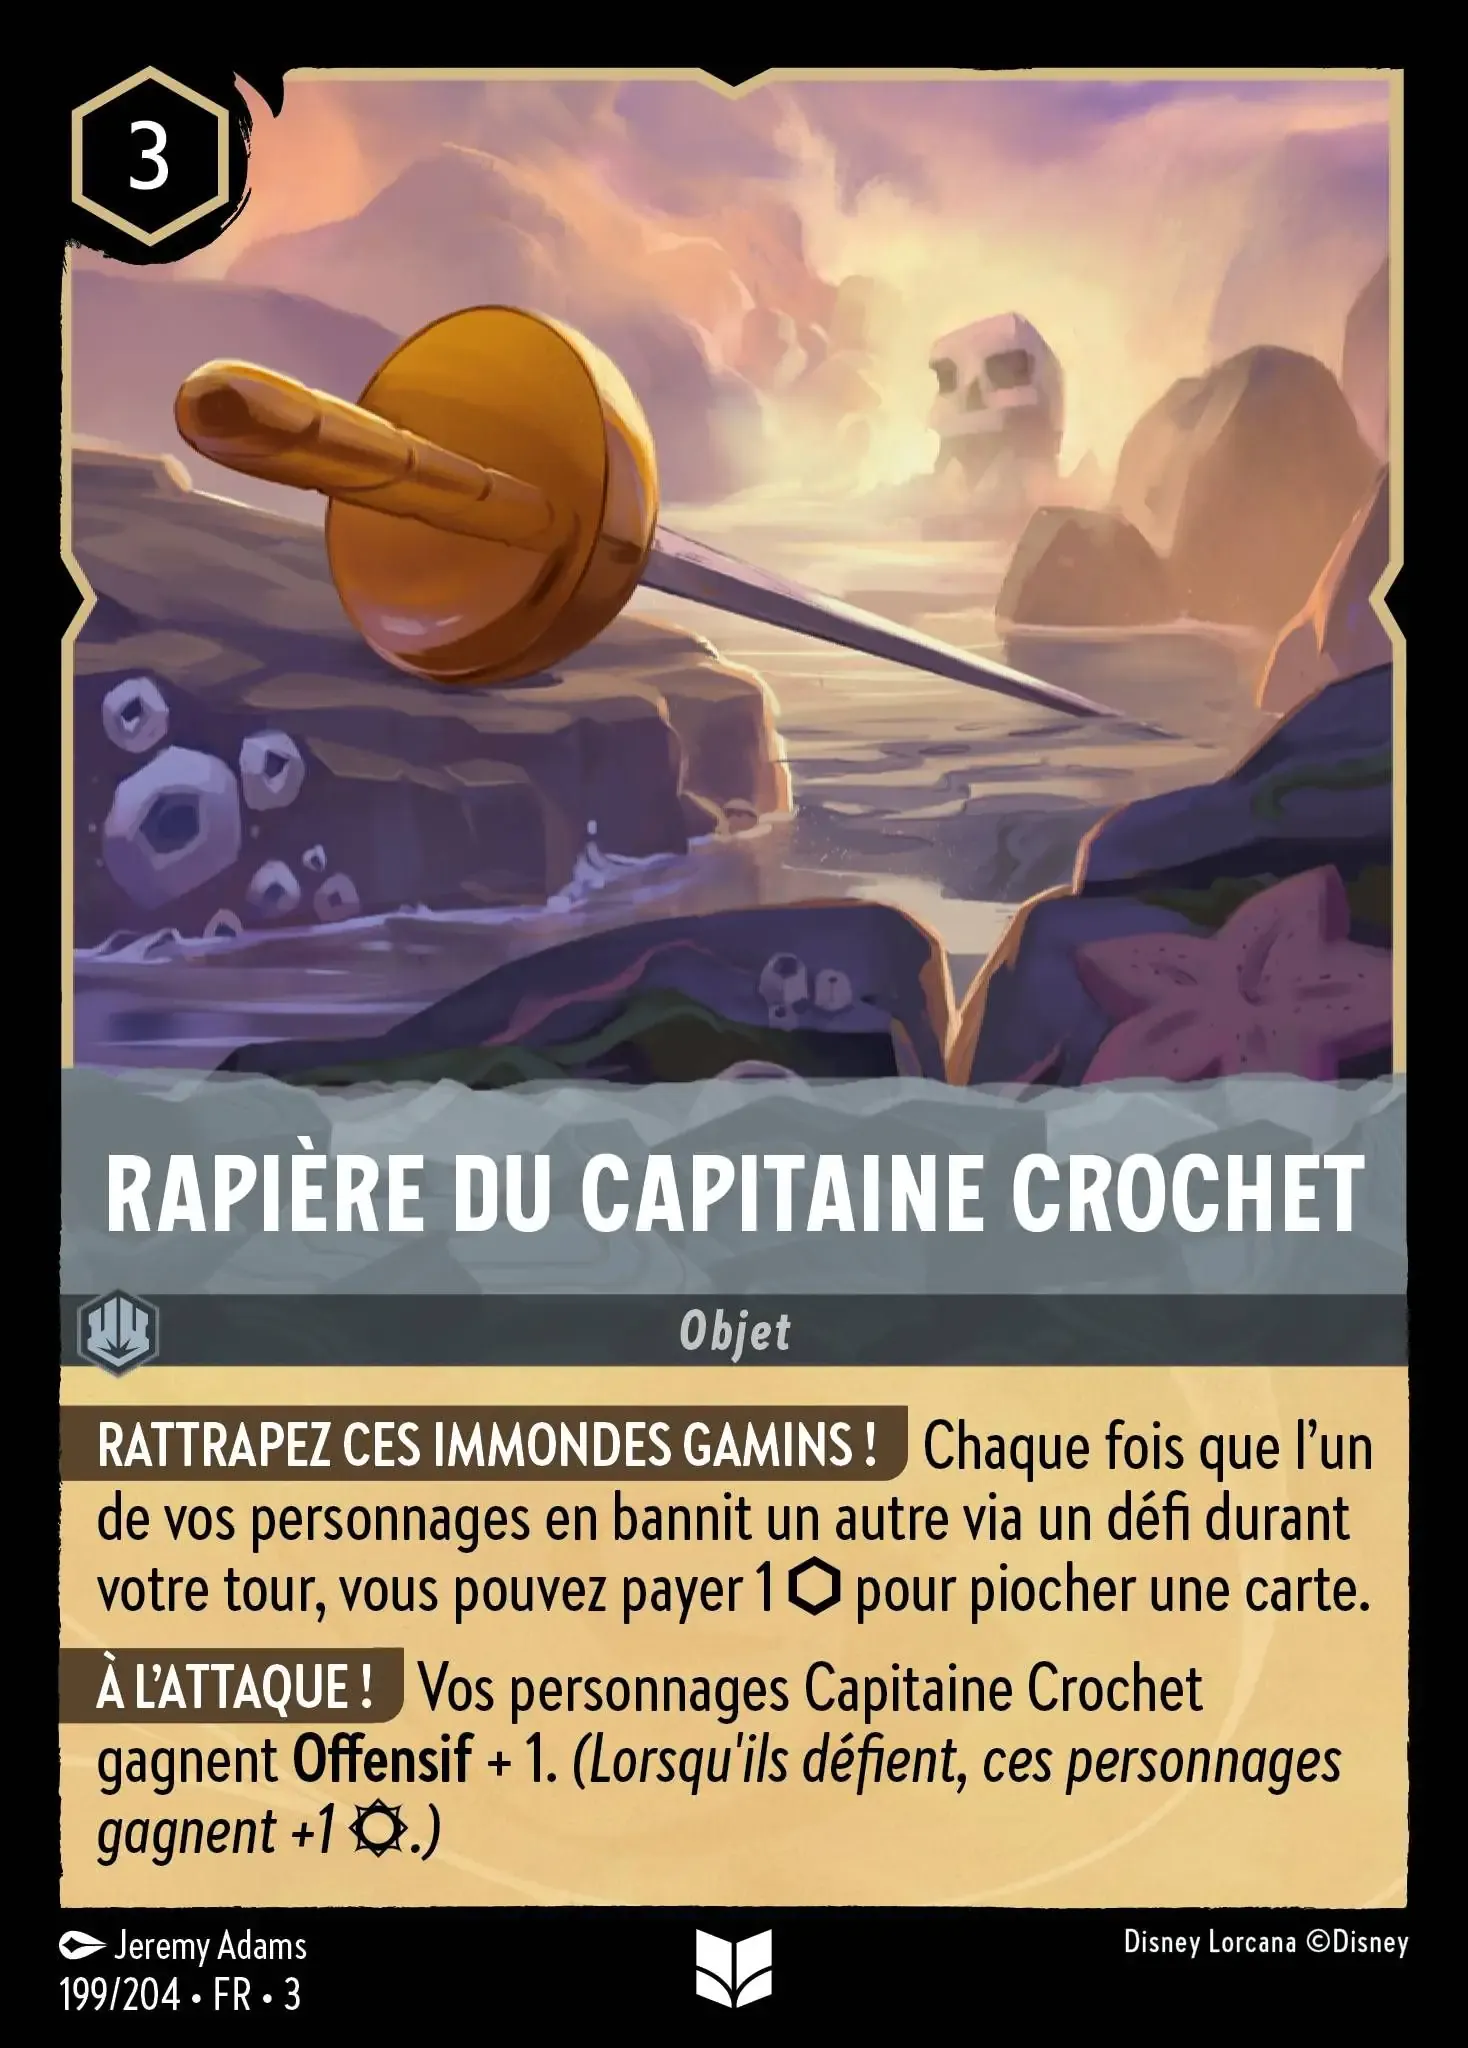 3
RAPIÈRE DU CAPITAINE CROCHET
Objet
RATTRAPEZ CES IMMONDES GAMINS ! Chaque fois que l’un
de vos personnages en bannit un autre via un défi durant
votre tour, vous pouvez payer 1 ⬡ pour piocher une carte.
À L’ATTAQUE ! Vos personnages Capitaine Crochet
gagnent Offensif + 1. (Lorsqu'ils défient, ces personnages
gagnent +1 .)
Jeremy Adams
199/204 • FR • 3
Disney Lorcana ©Disney